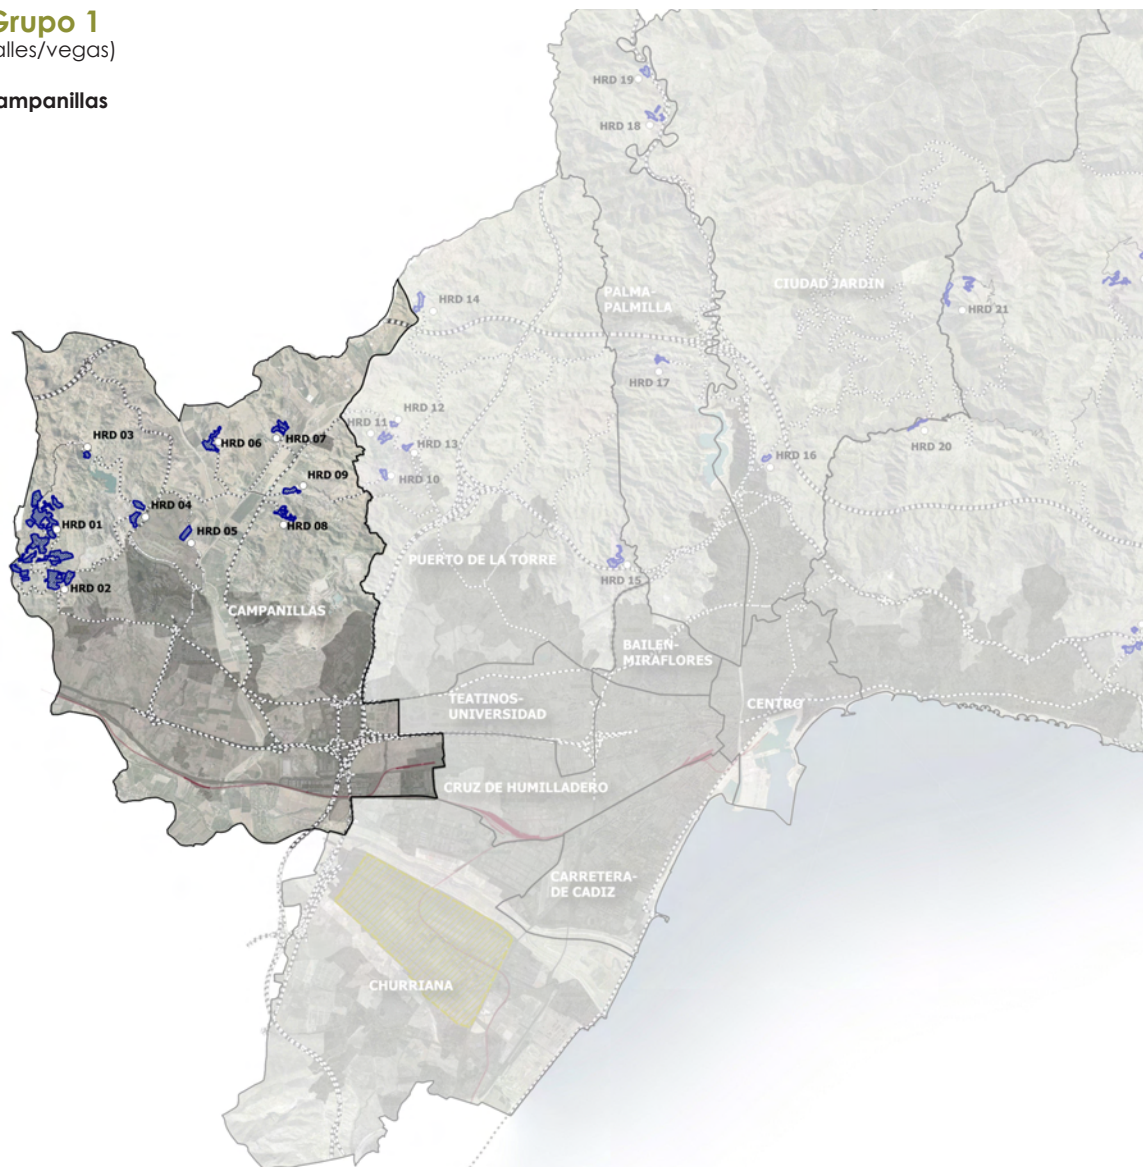 Grupo 1
alles/vegas)
ampanillas
HRD 19
HRD 18
CIUDAD JARDIN
PALMA-
PALMILLA
HRD 14
HRD 21
HRD 17
HRD 12
HRD 11
HRD 13
HRD 10
HRD 20
HRD 16
HRD 03
HRD 06
HRD 07
HRD 09
HRD 04
HRD 01
HRD 05
HRD 08
HRD 02
PUERTO DE LA TORRE
HRD 15
CAMPANILLAS
BAILEN-
MIRAFLORES
TEATINOS-
UNIVERSIDAD
CENTRO
CRUZ DE HUMILLADERO
CARRETERA-
DE CADIZ
CHURRIANA